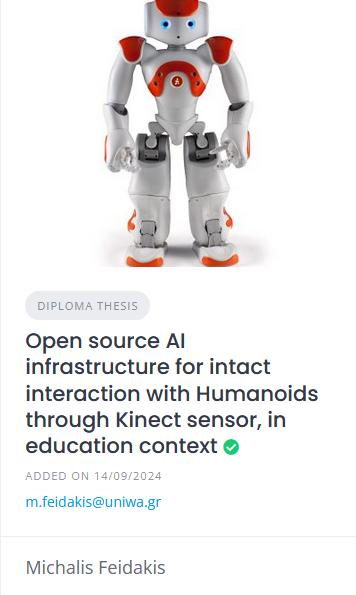 DIPLOMA THESIS
Open source AI
infrastructure for intact
interaction with Humanoids
through Kinect sensor, in
education context
ADDED ON 14/09/2024
m.feidakis@uniwa.gr
Michalis Feidakis